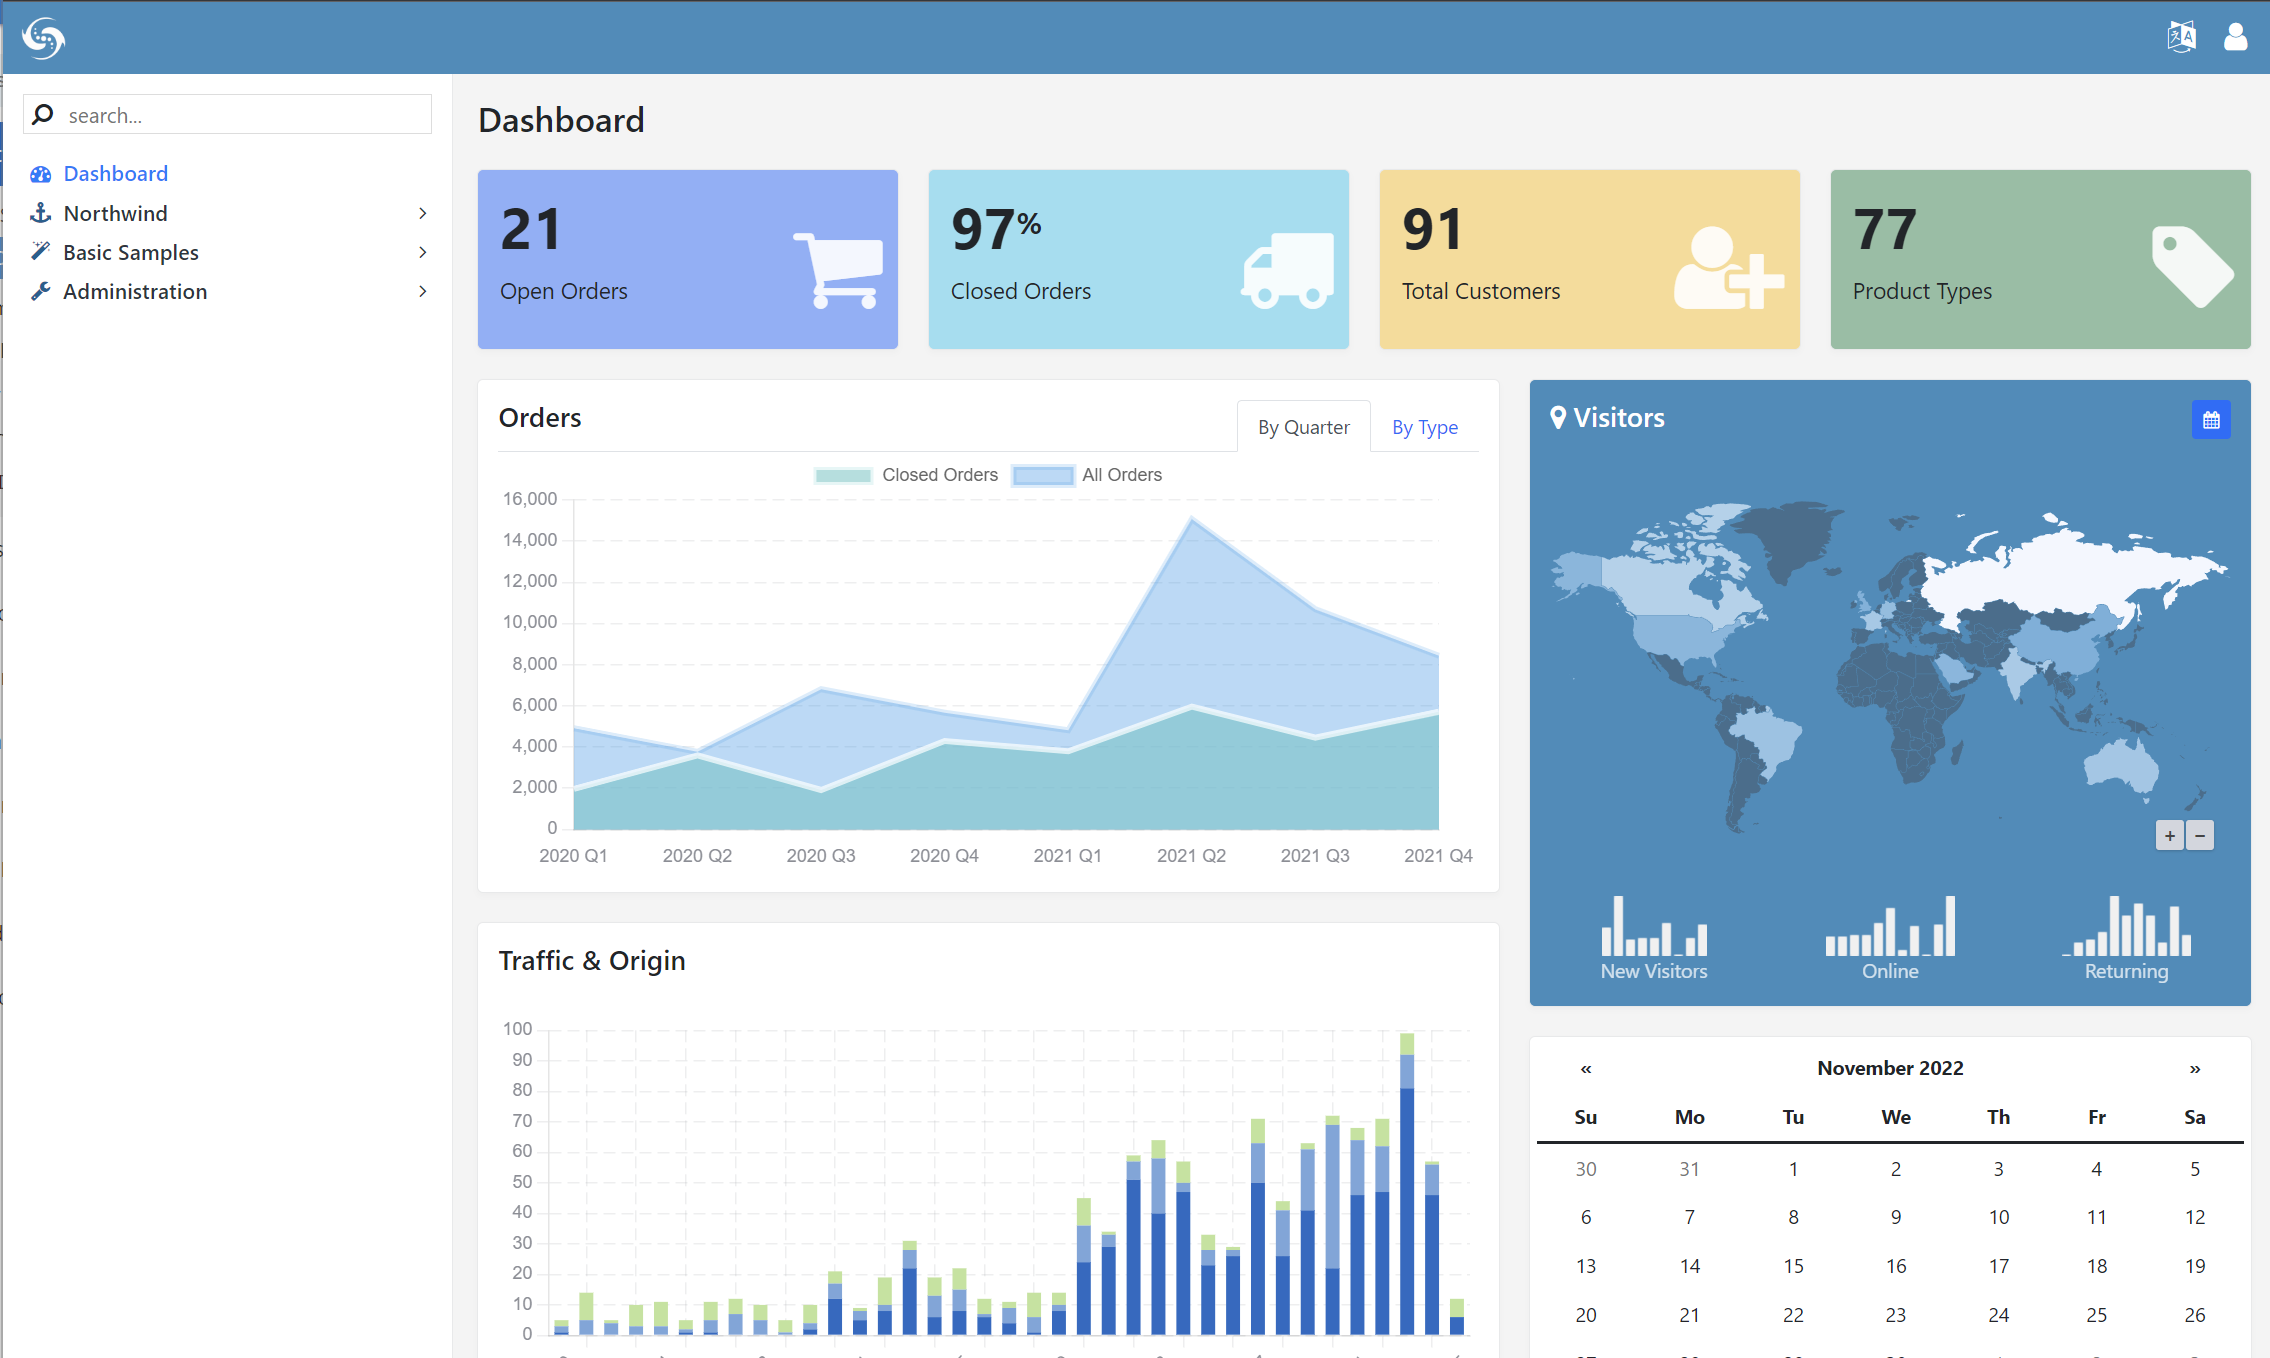 search...
Dashboard
Northwind
Basic Samples
Administration
Dashboard
21
Open Orders
97%
Closed Orders
91
Total Customers
77
Product Types
Orders
By Quarter
By Type
Closed Orders
All Orders
16,000
14,000
12,000
10,000
8,000
6,000
4,000
2,000
0
2020 Q1 2020 Q2 2020 Q3 2020 Q4 2021 Q1 2021 Q2 2021 Q3 2021 Q4
Visitors
+ −
New Visitors
Online
Returning
Traffic & Origin
100
90
80
70
60
50
40
30
20
10
0
« November 2022 »
Su Mo Tu We Th Fr Sa
30 31 1 2 3 4 5
6 7 8 9 10 11 12
13 14 15 16 17 18 19
20 21 22 23 24 25 26